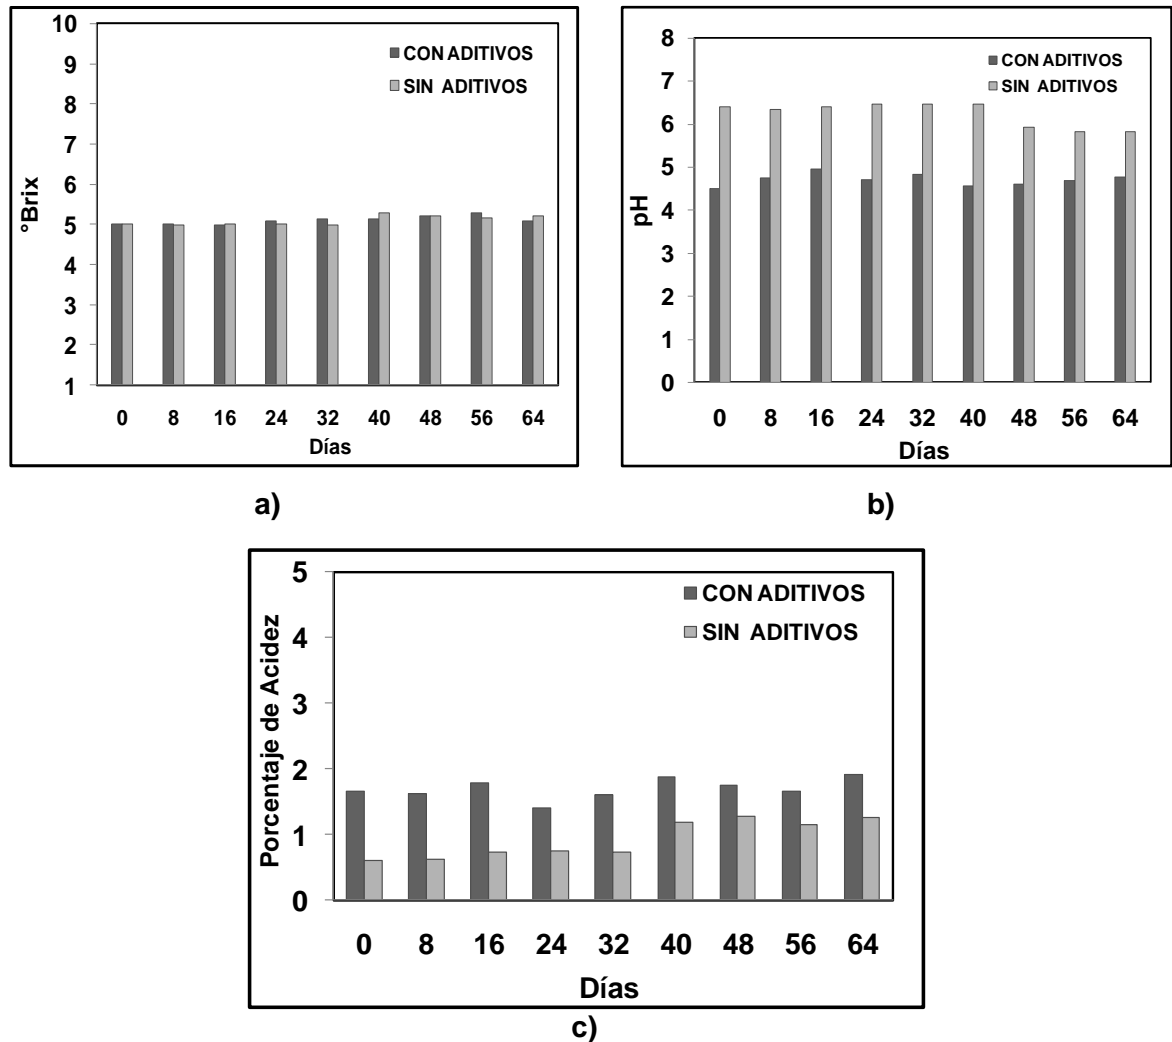 10
9
8
7
6
5
4
3
2
1
°Brix
CON ADITIVOS
SIN ADITIVOS
0 8 16 24 32 40 48 56 64
Días
a)
8
7
6
5
4
3
2
1
0
pH
CON ADITIVOS
SIN ADITIVOS
0 8 16 24 32 40 48 56 64
Días
b)
5
4
3
2
1
0
Porcentaje de Acidez
CON ADITIVOS
SIN ADITIVOS
0 8 16 24 32 40 48 56 64
Días
c)